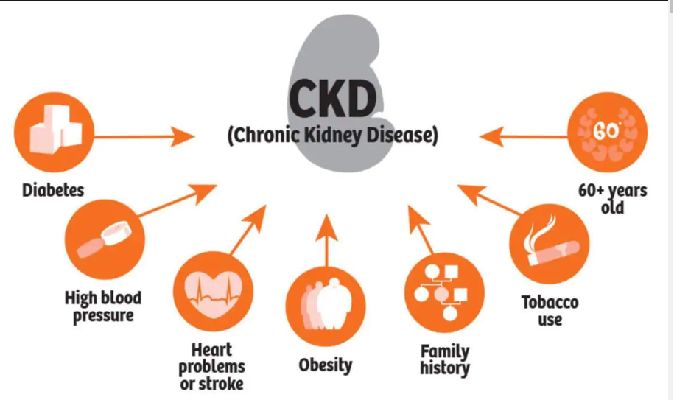 CKD
(Chronic Kidney Disease)
Diabetes
60
60+ years
old
High blood
pressure
Tobacco
use
Heart
problems
or stroke
Obesity
Family
history